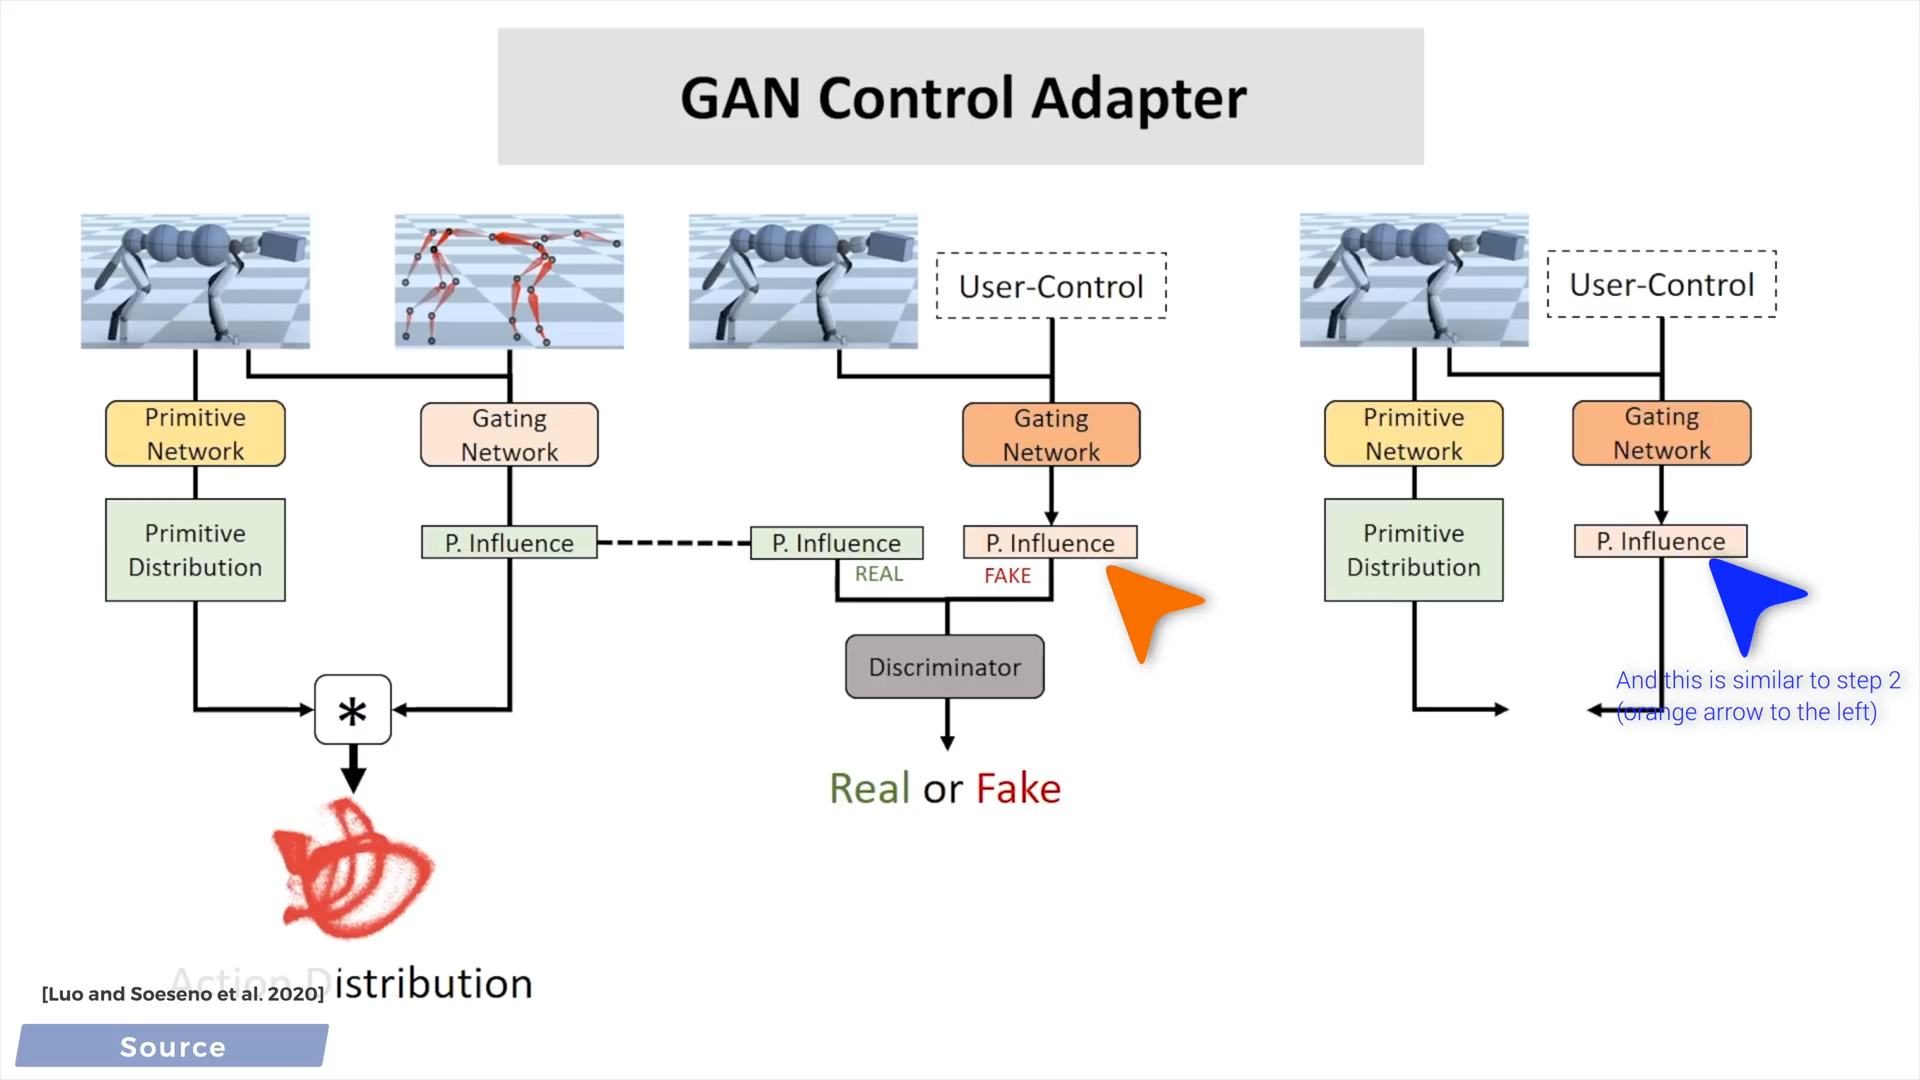 GAN Control Adapter
User-Control
User-Control
Primitive
Network
Gating
Network
Gating
Network
Primitive
Network
Gating
Network
Primitive
Distribution
P. Influence
P. Influence
REAL
P. Influence
FAKE
Primitive
Distribution
P. Influence
Discriminator
And this is similar to step 2
(orange arrow to the left)
*
Real or Fake
Action Distribution
[Luo and Soeseno et al. 2020]
Source